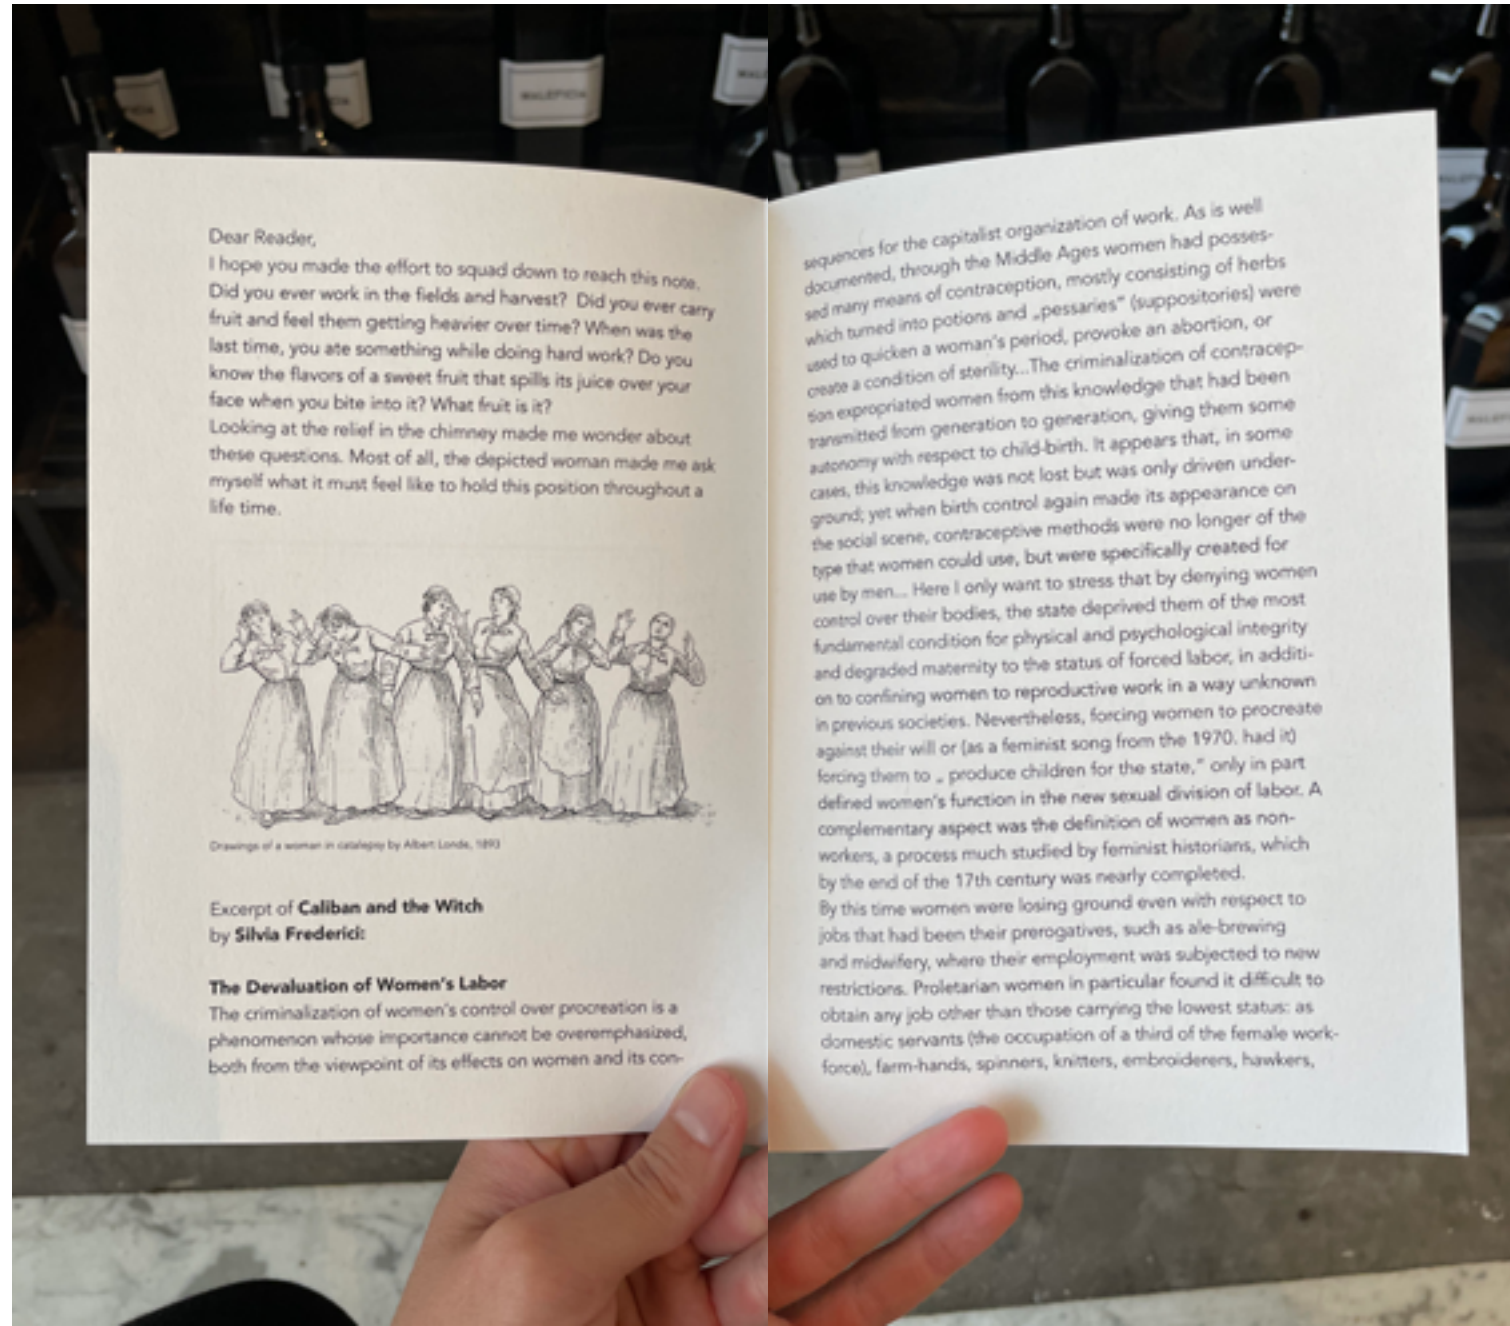 MALEFICIA
Dear Reader,
I hope you made the effort to squad down to reach this note.
Did you ever work in the fields and harvest? Did you ever carry
fruit and feel them getting heavier over time? When was the
last time, you ate something while doing hard work? Do you
know the flavors of a sweet fruit that spills its juice over your
face when you bite into it? What fruit is it?
Looking at the relief in the chimney made me wonder about
these questions. Most of all, the depicted woman made me ask
myself what it must feel like to hold this position throughout a
life time.
Drawings of a woman in catalepsy by Albert Londe, 1893
Excerpt of Caliban and the Witch
by Silvia Frederici:
The Devaluation of Women's Labor
The criminalization of women's control over procreation is a
phenomenon whose importance cannot be overemphasized,
both from the viewpoint of its effects on women and its con-
sequences for the capitalist organization of work. As is well
documented, through the Middle Ages women had posses-
sed many means of contraception, mostly consisting of herbs
which turned into potions and „pessaries" (suppositories) were
used to quicken a woman's period, provoke an abortion, or
create a condition of sterility...The criminalization of contracep-
tion expropriated women from this knowledge that had been
transmitted from generation to generation, giving them some
autonomy with respect to child-birth. It appears that, in some
cases, this knowledge was not lost but was only driven under-
ground; yet when birth control again made its appearance on
the social scene, contraceptive methods were no longer of the
type that women could use, but were specifically created for
use by men... Here I only want to stress that by denying women
control over their bodies, the state deprived them of the most
fundamental condition for physical and psychological integrity
and degraded maternity to the status of forced labor, in additi-
on to confining women to reproductive work in a way unknown
in previous societies. Nevertheless, forcing women to procreate
against their will or (as a feminist song from the 1970. had it)
forcing them to „ produce children for the state," only in part
defined women's function in the new sexual division of labor. A
complementary aspect was the definition of women as non-
workers, a process much studied by feminist historians, which
by the end of the 17th century was nearly completed.
By this time women were losing ground even with respect to
jobs that had been their prerogatives, such as ale-brewing
and midwifery, where their employment was subjected to new
restrictions. Proletarian women in particular found it difficult to
obtain any job other than those carrying the lowest status: as
domestic servants (the occupation of a third of the female work-
force), farm-hands, spinners, knitters, embroiderers, hawkers,